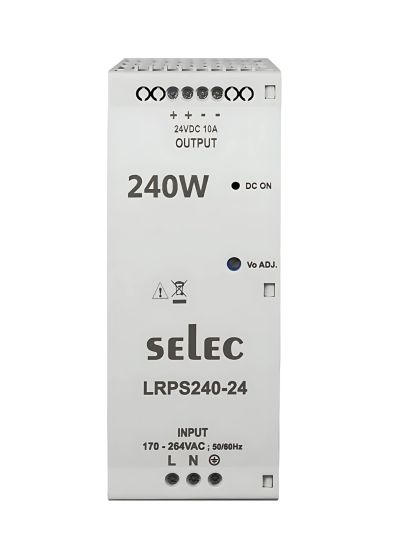 + + - -
24VDC 10A
OUTPUT
240W
DC ON
Vo ADJ.
selec
LRPS240-24
INPUT
170 - 264VAC ; 50/60Hz
L N